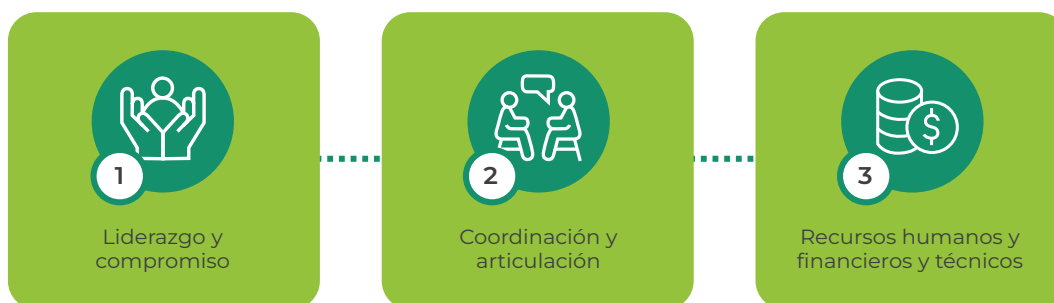 1
Liderazgo y
compromiso
2
Coordinación y
articulación
$
3
Recursos humanos y
financieros y técnicos